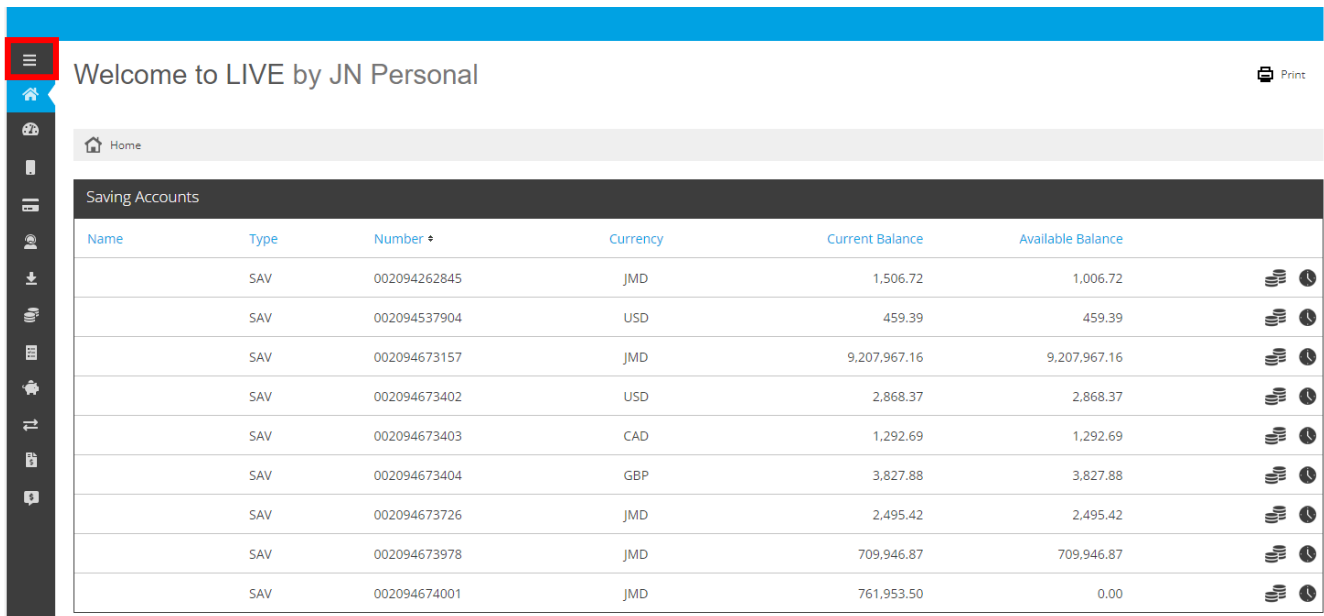 Welcome to LIVE by JN Personal
Print
Home
Saving Accounts
Name Type Number Currency Current Balance Available Balance
SAV 002094262845 JMD 1,506.72 1,006.72
SAV 002094537904 USD 459.39 459.39
SAV 002094673157 JMD 9,207,967.16 9,207,967.16
SAV 002094673402 USD 2,868.37 2,868.37
SAV 002094673403 CAD 1,292.69 1,292.69
SAV 002094673404 GBP 3,827.88 3,827.88
SAV 002094673726 JMD 2,495.42 2,495.42
SAV 002094673978 JMD 709,946.87 709,946.87
SAV 002094674001 JMD 761,953.50 0.00